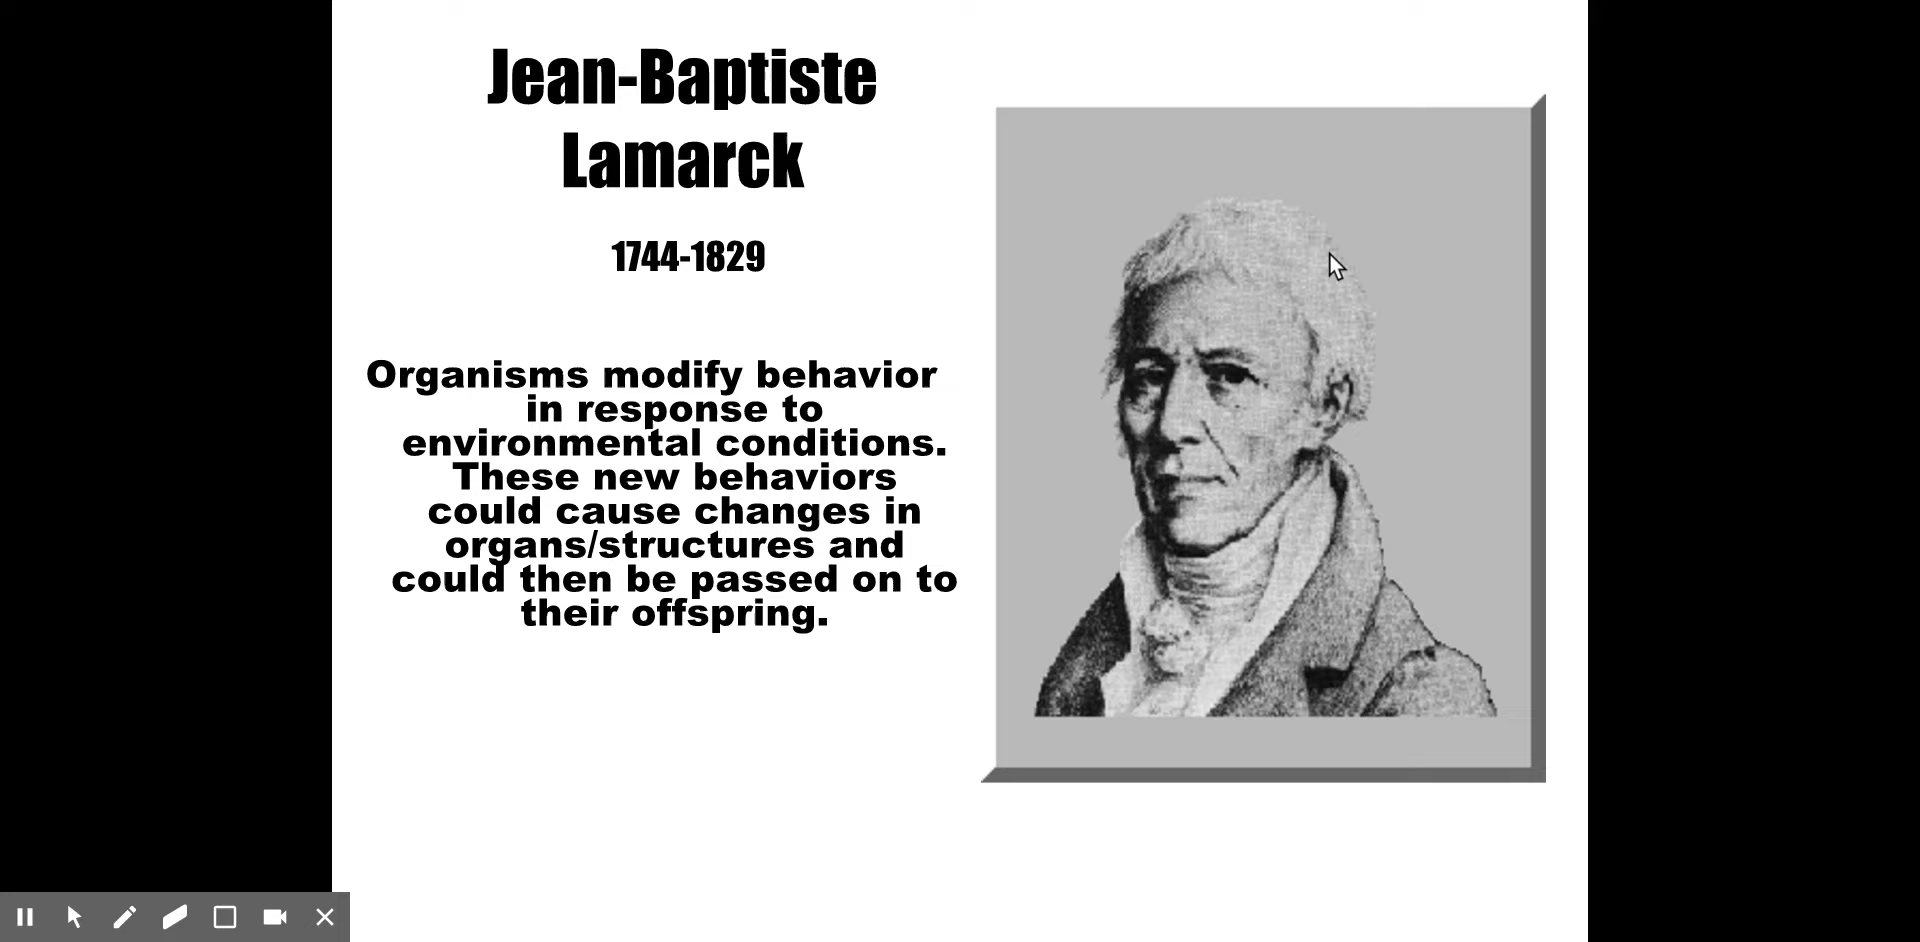 Jean-Baptiste
Lamarck
1744-1829
Organisms modify behavior
in response to
environmental conditions.
These new behaviors
could cause changes in
organs/structures and
could then be passed on to
their offspring.